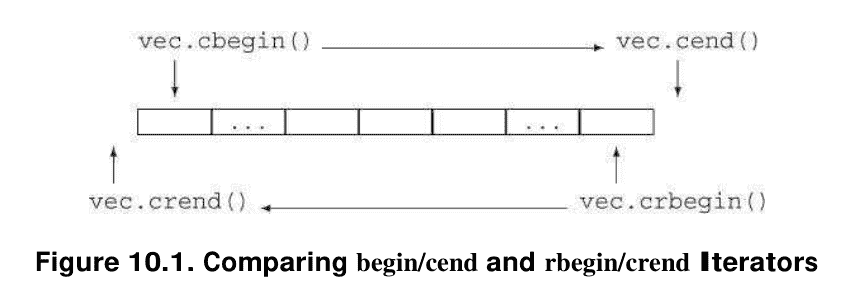 vec.cbegin() vec.cend()
... ...
vec.crend() vec.crbegin()
Figure 10.1. Comparing begin/cend and rbegin/crend Iterators